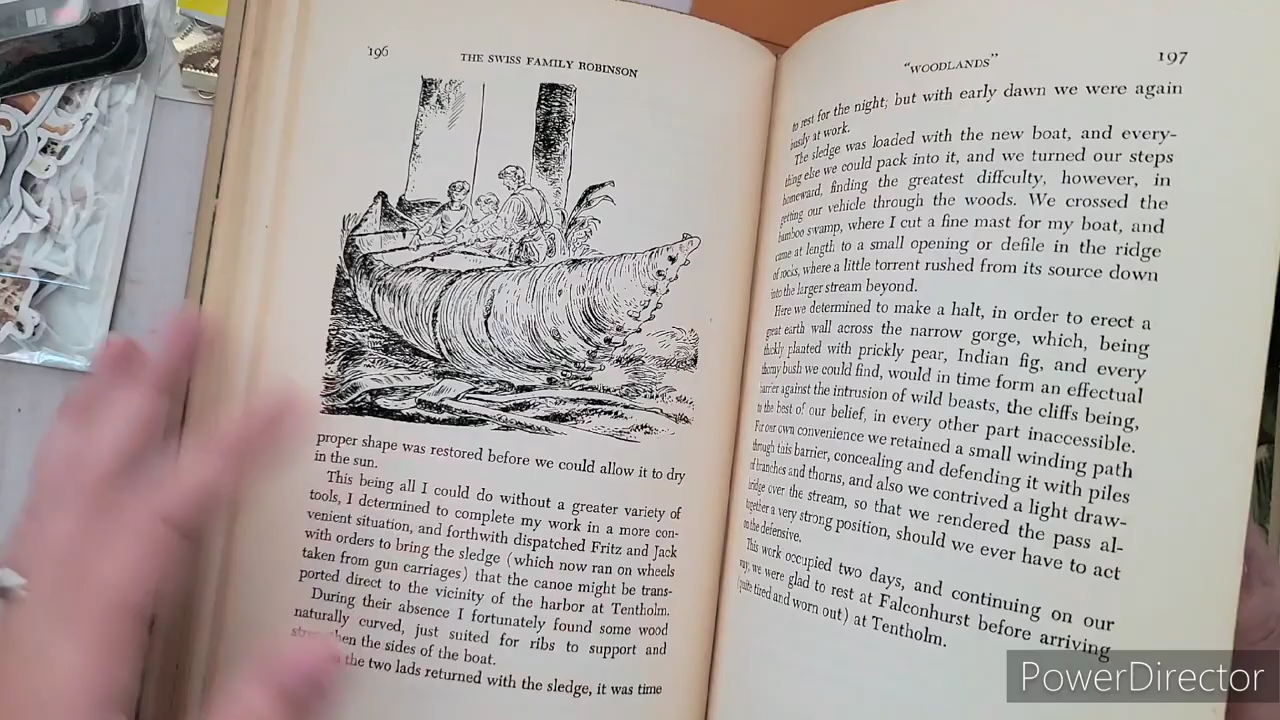 196
THE SWISS FAMILY ROBINSON
proper shape was restored before we could allow it to dry
in the sun.
This being all I could do without a greater variety of
tools, I determined to complete my work in a more con-
venient situation, and forthwith dispatched Fritz and Jack
with orders to bring the sledge (which now ran on wheels
taken from gun carriages) that the canoe might be trans-
ported direct to the vicinity of the harbor at Tentholm.
During their absence I fortunately found some wood
naturally curved, just suited for ribs to support and
the sides of the boat.
the two lads returned with the sledge, it was time
"WOODLANDS"
197
to rest for the night; but with early dawn we were again
busily at work.
The sledge was loaded with the new boat, and every-
thing else we could pack into it, and we turned our steps
homeward, finding the greatest diffculty, however, in
getting our vehicle through the woods. We crossed the
bamboo swamp, where I cut a fine mast for my boat, and
came at length to a small opening or defile in the ridge
of rocks, where a little torrent rushed from its source down
into the larger stream beyond.
Here we determined to make a halt, in order to erect a
great earth wall across the narrow gorge, which, being
thickly planted with prickly pear, Indian fig, and every
thorny bush we could find, would in time form an effectual
barrier against the intrusion of wild beasts, the cliffs being,
to the best of our belief, in every other part inaccessible.
For our own convenience we retained a small winding path
through this barrier, concealing and defending it with piles
of branches and thorns, and also we contrived a light draw-
bridge over the stream, so that we rendered the pass al-
together a very strong position, should we ever have to act
on the defensive.
This work occupied two days, and continuing on our
way, we were glad to rest at Falconhurst before arriving
(quite tired and worn out) at Tentholm.
PowerDirector